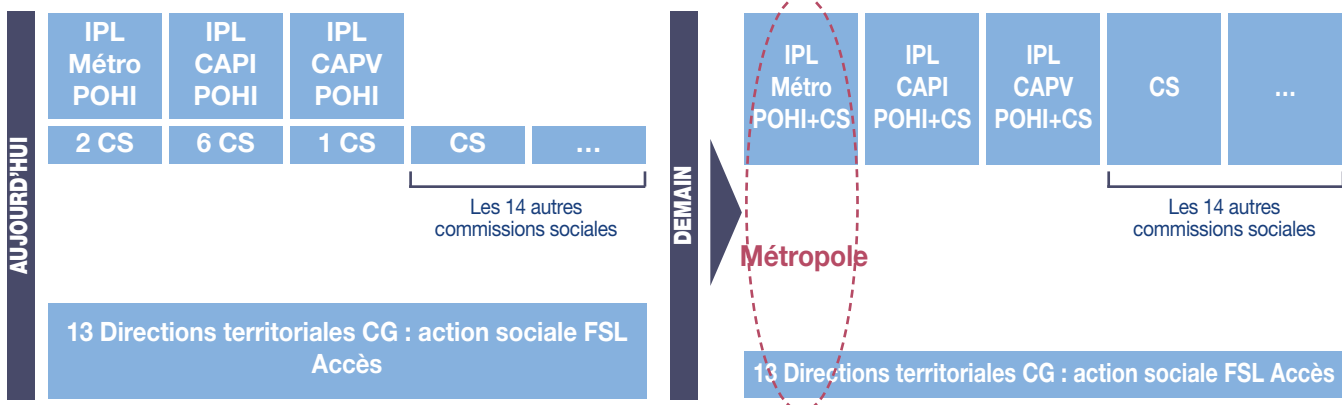 AUJOURD'HUI
IPL
Métro
POHI
IPL
CAPI
POHI
IPL
CAPV
POHI
2 CS
6 CS
1 CS
CS
...
Les 14 autres
commissions sociales
13 Directions territoriales CG : action sociale FSL
Accès
DEMAIN
IPL
Métro
POHI+CS
IPL
CAPI
POHI+CS
IPL
CAPV
POHI+CS
CS
...
Les 14 autres
commissions sociales
Métropole
13 Directions territoriales CG : action sociale FSL Accès